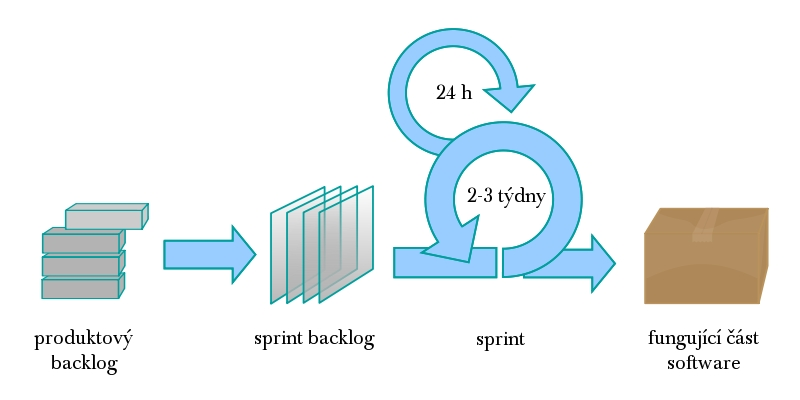 24 h
2-3 týdny
produktový
backlog
sprint backlog
sprint
fungující část
software